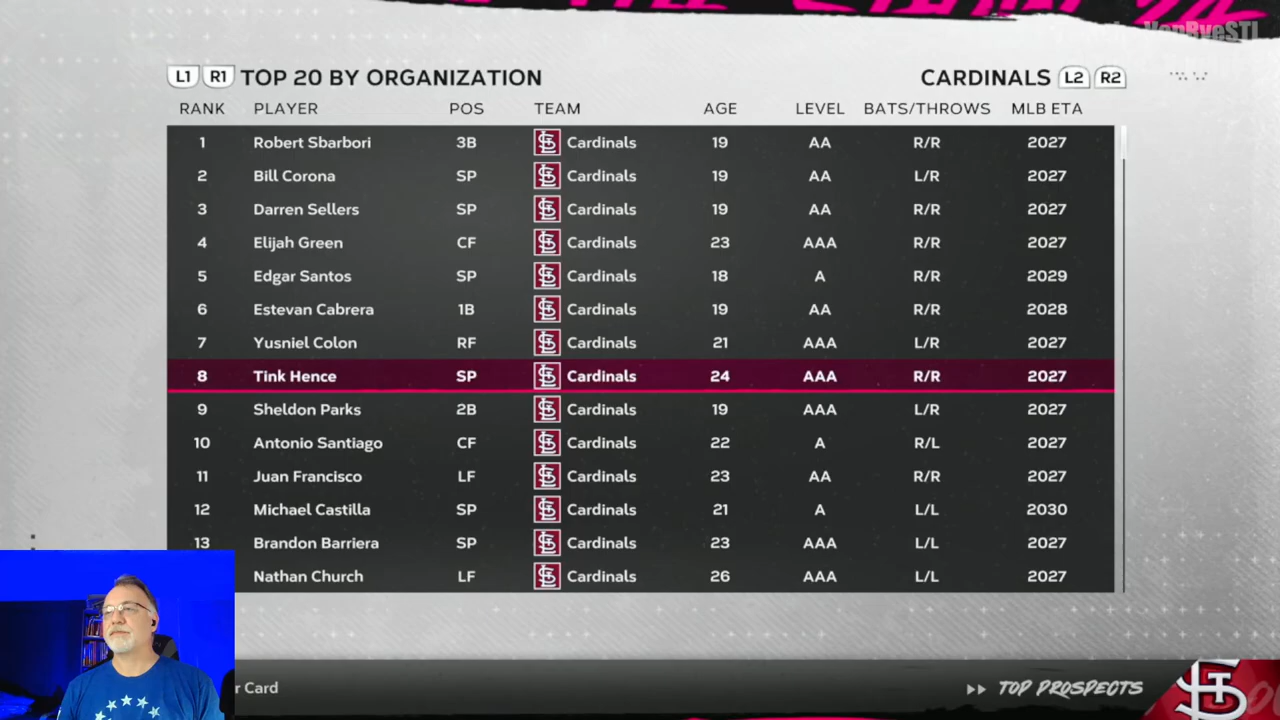 VonRyeSTL
L1 R1 TOP 20 BY ORGANIZATION CARDINALS L2 R2
RANK PLAYER POS TEAM AGE LEVEL BATS/THROWS MLB ETA
1 Robert Sbarbori 3B Cardinals 19 AA R/R 2027
2 Bill Corona SP Cardinals 19 AA L/R 2027
3 Darren Sellers SP Cardinals 19 AA R/R 2027
4 Elijah Green CF Cardinals 23 AAA R/R 2027
5 Edgar Santos SP Cardinals 18 A R/R 2029
6 Estevan Cabrera 1B Cardinals 19 AA R/R 2028
7 Yusniel Colon RF Cardinals 21 AAA L/R 2027
8 Tink Hence SP Cardinals 24 AAA R/R 2027
9 Sheldon Parks 2B Cardinals 19 AAA L/R 2027
10 Antonio Santiago CF Cardinals 22 A R/L 2027
11 Juan Francisco LF Cardinals 23 AA R/R 2027
12 Michael Castilla SP Cardinals 21 A L/L 2030
13 Brandon Barriera SP Cardinals 23 AAA L/L 2027
Nathan Church LF Cardinals 26 AAA L/L 2027
Card TOP PROSPECTS